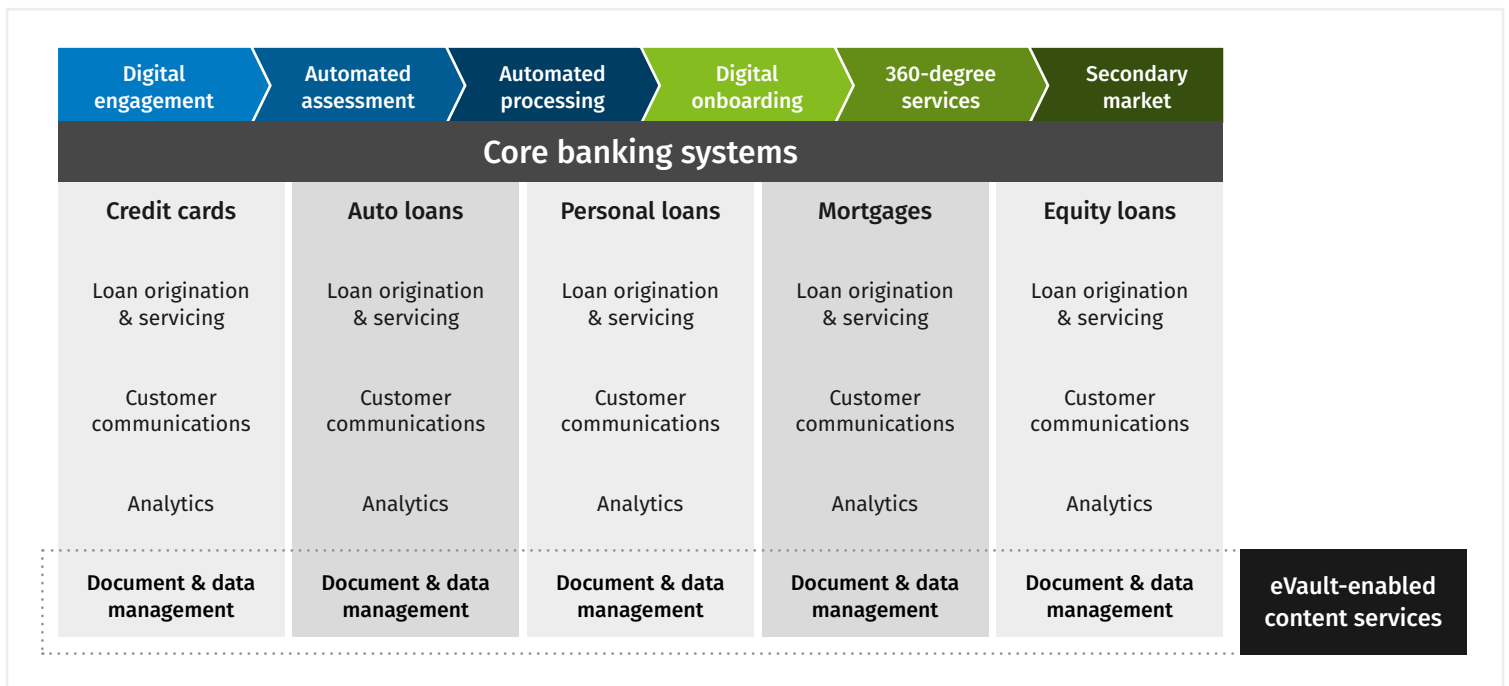 Digital
engagement
Automated
assessment
Automated
processing
Digital
onboarding
360-degree
services
Secondary
market
Core banking systems
Credit cards
Loan origination
& servicing
Customer
communications
Analytics
Document & data
management
Auto loans
Loan origination
& servicing
Customer
communications
Analytics
Document & data
management
Personal loans
Loan origination
& servicing
Customer
communications
Analytics
Document & data
management
Mortgages
Loan origination
& servicing
Customer
communications
Analytics
Document & data
management
Equity loans
Loan origination
& servicing
Customer
communications
Analytics
Document & data
management
eVault-enabled
content services